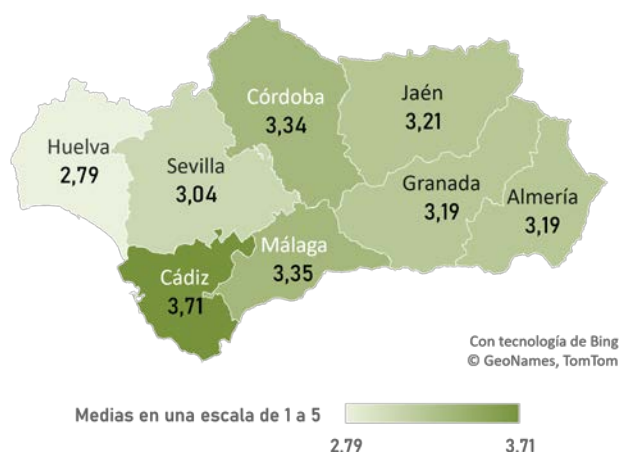 Córdoba
3,34
Jaén
3,21
Huelva
2,79
Sevilla
3,04
Granada
3,19
Almería
3,19
Málaga
3,35
Cádiz
3,71
Con tecnología de Bing
© GeoNames, TomTom
Medias en una escala de 1 a 5
2.79
3.71